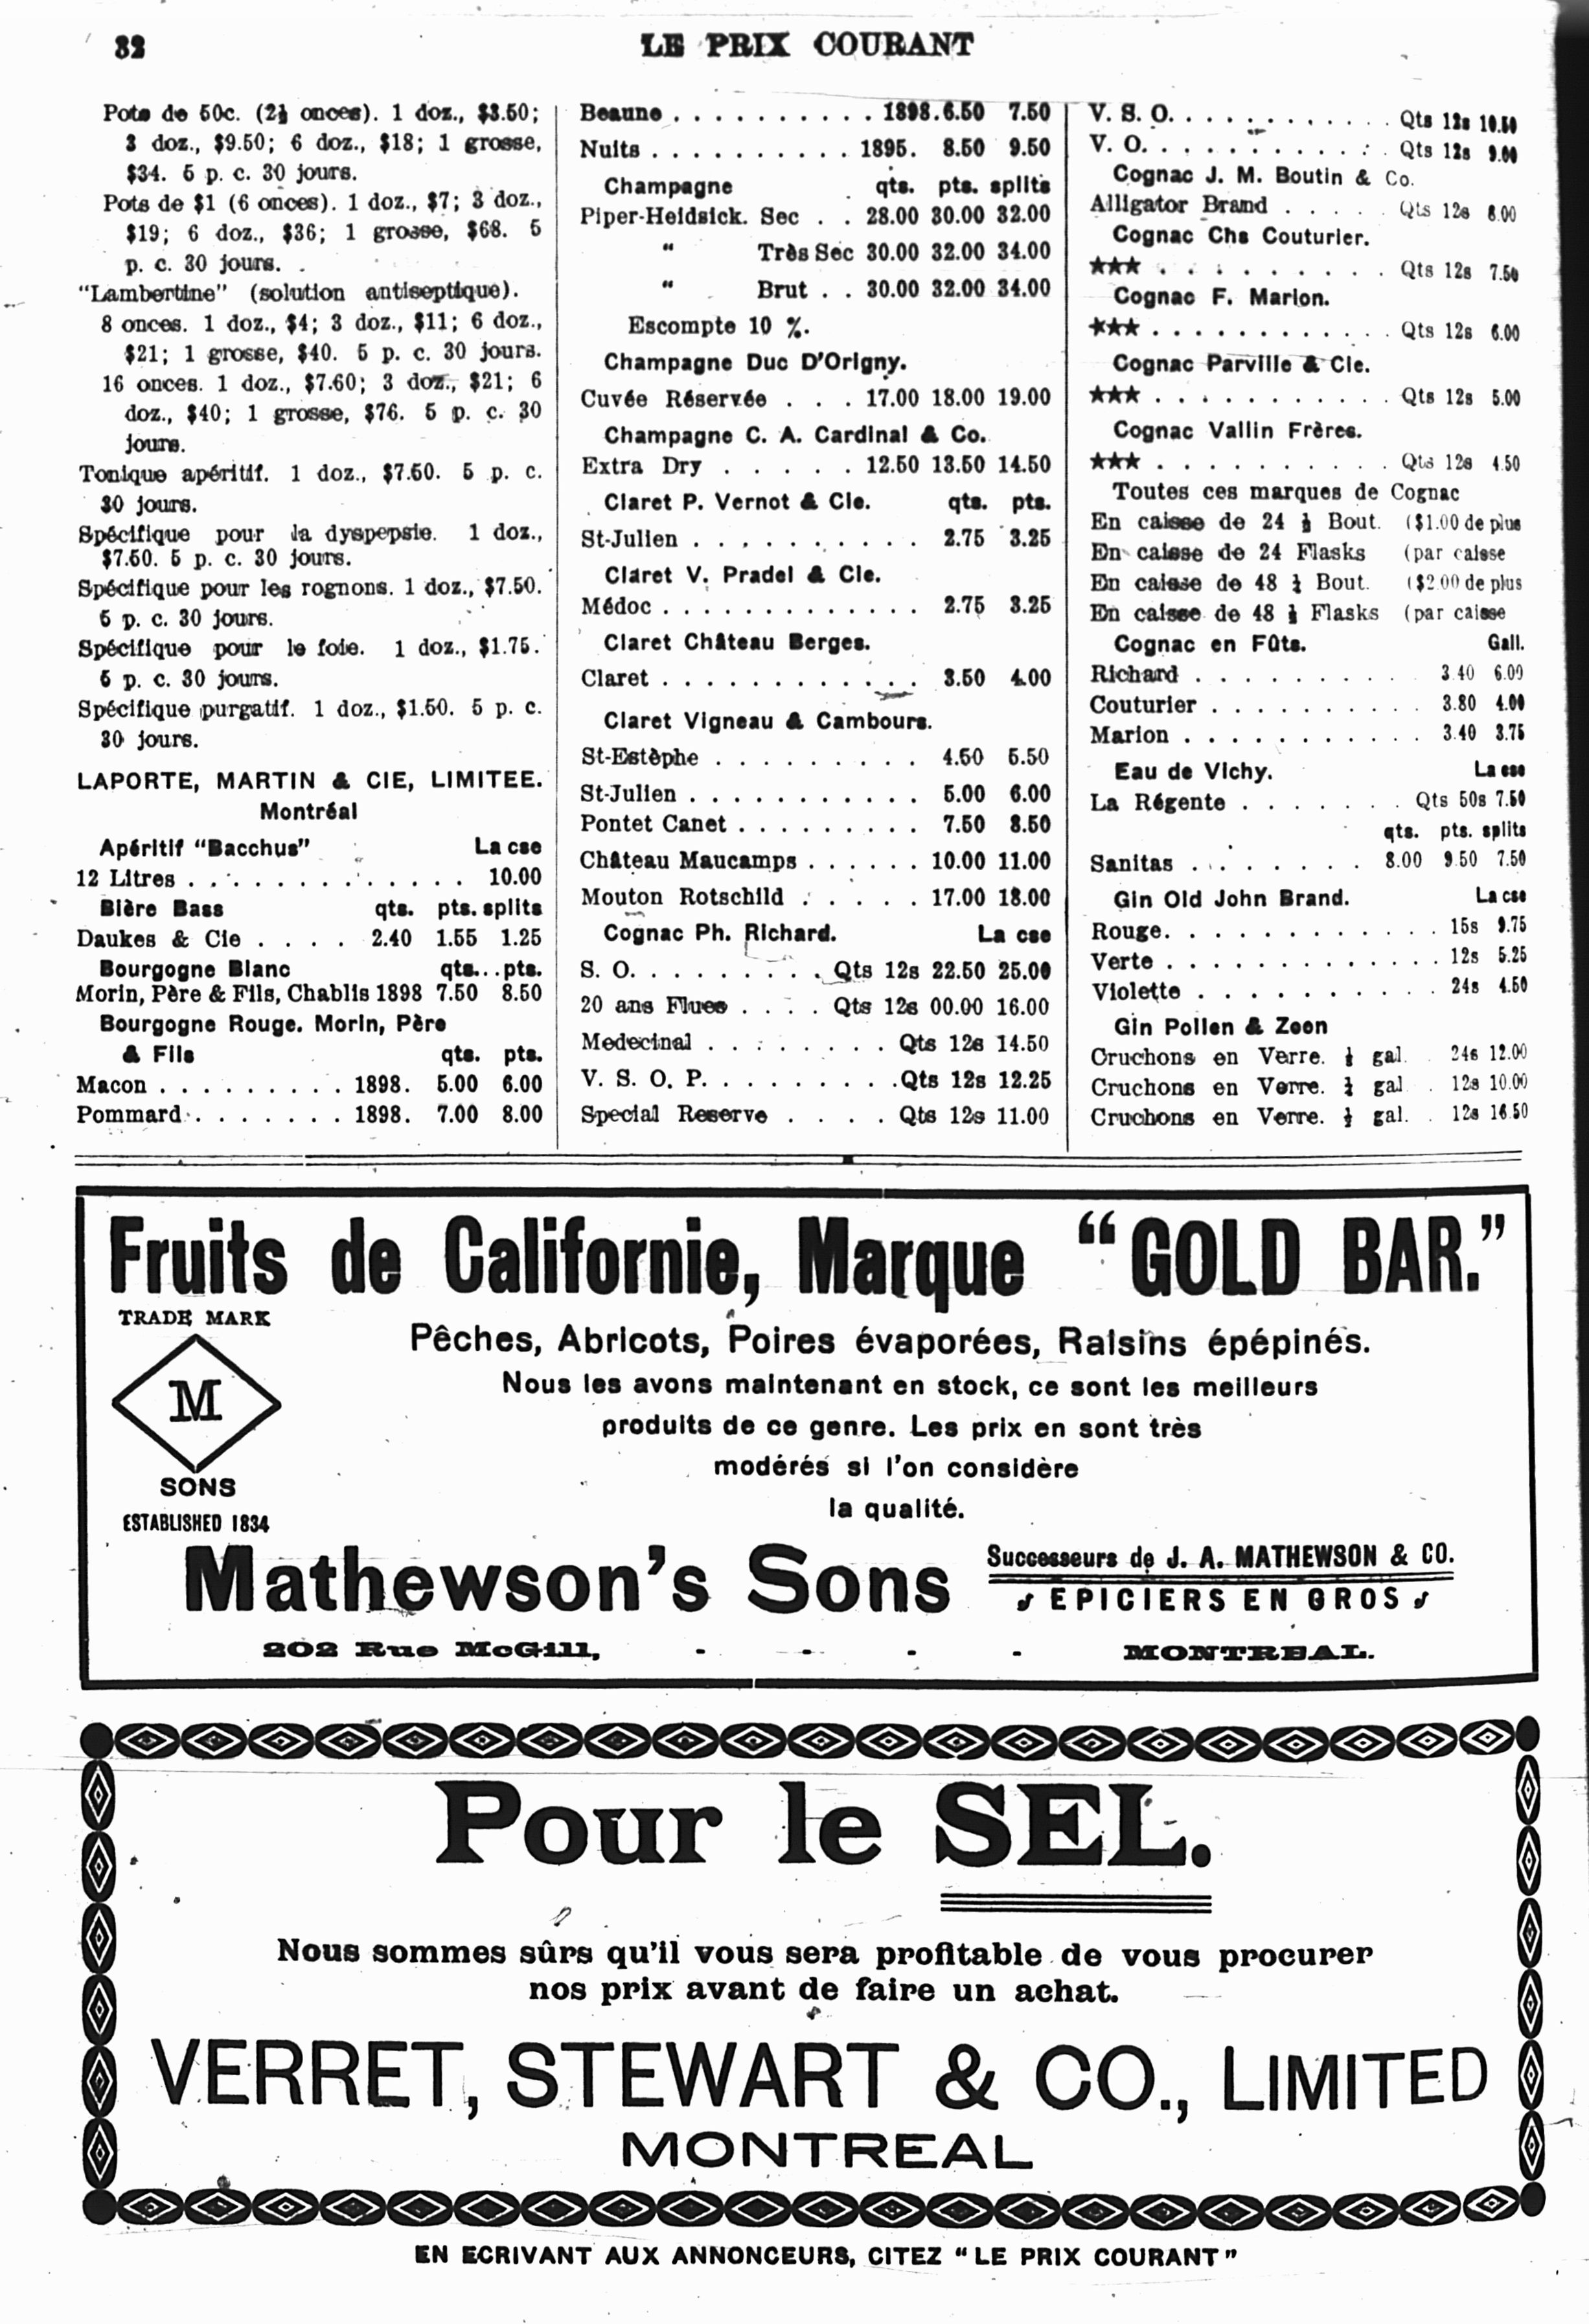 32
LE PRIX COURANT
Pots de 50c. (2½ onces). 1 doz., $3.50;
3 doz., $9.50; 6 doz., $18; 1 grosse,
$34. 5 p. c. 30 jours.
Pots de $1 (6 onces). 1 doz., $7; 3 doz.,
$19; 6 doz., $36; 1 grosse, $68. 5
p. c. 30 jours.
"Lambertine" (solution antiseptique).
8 onces. 1 doz., $4; 3 doz., $11; 6 doz.,
$21; 1 grosse, $40. 5 p. c. 30 jours.
16 onces. 1 doz., $7.60; 3 doz., $21; 6
doz., $40; 1 grosse, $76. 5 p. c. 30
jours.
Tonique apéritif. 1 doz., $7.50. 5 p. c.
30 jours.
Spécifique pour la dyspepsie. 1 doz.,
$7.50. 5 p. c. 30 jours.
Spécifique pour les rognons. 1 doz., $7.50.
5 p. c. 30 jours.
Spécifique pour le foie. 1 doz., $1.75.
5 p. c. 30 jours.
Spécifique purgatif. 1 doz., $1.50. 5 p. c.
30 jours.
LAPORTE, MARTIN & CIE, LIMITEE.
Montréal
Apéritif "Bacchus" La cse
12 Litres . . . . . . . . . . . . . 10.00
Bière Bass qts. pts. splits
Daukes & Cie . . . . 2.40 1.55 1.25
Bourgogne Blanc qts. . . pts.
Morin, Père & Fils, Chablis 1898 7.50 8.50
Bourgogne Rouge. Morin, Père
& Fils qts. pts.
Macon . . . . . . . . . 1898. 5.00 6.00
Pommard . . . . . . . . 1898. 7.00 8.00
Beaune . . . . . . . . . . 1898. 6.50 7.50
Nuits . . . . . . . . . . 1895. 8.50 9.50
Champagne qts. pts. splits
Piper-Heidsick. Sec . . 28.00 30.00 32.00
" Très Sec 30.00 32.00 34.00
" Brut . . 30.00 32.00 34.00
Escompte 10 %.
Champagne Duc D'Origny.
Cuvée Réservée . . . 17.00 18.00 19.00
Champagne C. A. Cardinal & Co.
Extra Dry . . . . . 12.50 13.50 14.50
Claret P. Vernot & Cie. qts. pts.
St-Julien . . . . . . . . . . . 2.75 3.25
Claret V. Pradel & Cie.
Médoc . . . . . . . . . . . . . 2.75 3.25
Claret Château Berges.
Claret . . . . . . . . . . . . . 3.50 4.00
Claret Vigneau & Cambours.
St-Estèphe . . . . . . . . . 4.50 5.50
St-Julien . . . . . . . . . . . 5.00 6.00
Pontet Canet . . . . . . . . . 7.50 8.50
Château Maucamps . . . . . . 10.00 11.00
Mouton Rotschild . . . . . . 17.00 18.00
Cognac Ph. Richard. La cse
S. O. . . . . . . . . . Qts 12s 22.50 25.00
20 ans Flues . . . . Qts 12s 00.00 16.00
Medecinal . . . . . . . . Qts 12s 14.50
V. S. O. P. . . . . . . . . . Qts 12s 12.25
Special Reserve . . . . Qts 12s 11.00
V. S. O. . . . . . . . . . . . Qts 12s 10.50
V. O. . . . . . . . . . . . . Qts 12s 9.00
Cognac J. M. Boutin & Co.
Alligator Brand . . . . . Qts 12s 8.00
Cognac Chs Couturier.
★★★ . . . . . . . . . Qts 12s 7.50
Cognac F. Marion.
★★★ . . . . . . . . . . . Qts 12s 6.00
Cognac Parville & Cie.
★★★ . . . . . . . . . . . Qts 12s 5.00
Cognac Vallin Frères.
★★★ . . . . . . . . . . . Qts 12s 4.50
Toutes ces marques de Cognac
En caisse de 24 ½ Bout. ($1.00 de plus
En caisse de 24 Flasks (par caisse
En caisse de 48 Bout. ($2.00 de plus
En caisse de 48 ½ Flasks (par caisse
Cognac en Fûts. Gall.
Richard . . . . . . . . . . 3.40 6.00
Couturier . . . . . . . . . . 3.80 4.00
Marion . . . . . . . . . . . 3.40 3.75
Eau de Vichy. La cse
La Régente . . . . . . . Qts 50s 7.50
qts. pts. splits
Sanitas . . . . . . . . 8.00 9.50 7.50
Gin Old John Brand. La cse
Rouge. . . . . . . . . . . . 15s 9.75
Verte . . . . . . . . . . . . . 12s 5.25
Violette . . . . . . . . . . . 24s 4.50
Gin Pollen & Zoon
Cruchons en Verre. gal. 24s 12.00
Cruchons en Verre. gal . 12s 10.00
Cruchons en Verre. gal. . 12s 16.50
Fruits de Californie, Marque "GOLD BAR."
TRADE MARK
M
SONS
ESTABLISHED 1834
Pêches, Abricots, Poires évaporées, Raisins épépinés.
Nous les avons maintenant en stock, ce sont les meilleurs
produits de ce genre. Les prix en sont très
modérés si l'on considère
la qualité.
Mathewson's Sons
Successeurs de J. A. MATHEWSON & CO.
EPICIERS EN GROS
202 Rue McGill, - - - - MONTREAL.
Pour le SEL.
Nous sommes sûrs qu'il vous sera profitable de vous procurer
nos prix avant de faire un achat.
VERRET, STEWART & CO., LIMITED
MONTREAL
EN ECRIVANT AUX ANNONCEURS, CITEZ "LE PRIX COURANT"